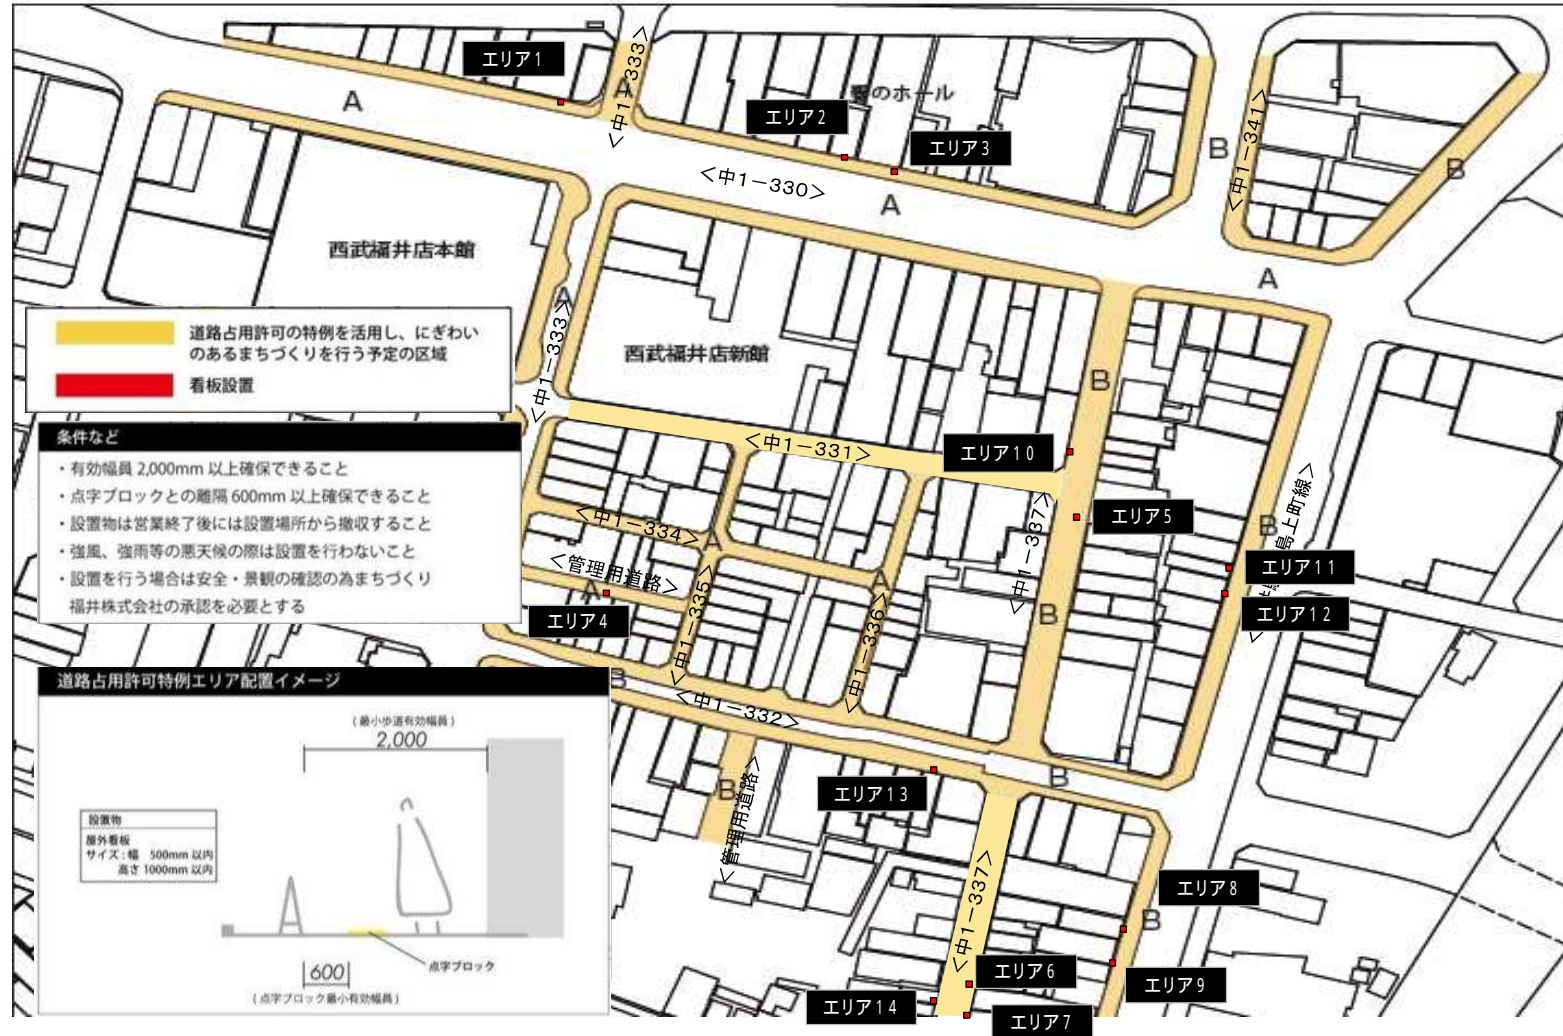 エリア1
<中1-333>
A
A
エリア2
響のホール
エリア3
<中1-330>
A
B
<中1-341>
B
A
西武福井店本館
A
<中1-333>
西武福井店新館
道路占用許可の特例を活用し、にぎわい
のあるまちづくりを行う予定の区域
看板設置
条件など
・有効幅員 2,000mm 以上確保できること
・点字ブロックとの離隔 600mm 以上確保できること
・設置物は営業終了後には設置場所から撤収すること
・強風、強雨等の悪天候の際は設置を行わないこと
・設置を行う場合は安全・景観の確認の為まちづくり
福井株式会社の承認を必要とする
B
<中1-331>
エリア10
<中1-337>
エリア5
<中1-334>
A
<管理用道路>
A
エリア4
<中1-335>
A
<中1-336>
B
B
島上町線>
エリア11
エリア12
B
<中1-332>
B
B
<管理用道路>
エリア13
<中1-337>
エリア8
B
エリア6
エリア9
エリア14
エリア7
道路占用許可特例エリア配置イメージ
(最小歩道有効幅員)
2,000
設置物
屋外看板
サイズ:幅 500mm 以内
高さ 1000mm 以内
600
点字ブロック
(点字ブロック最小有効幅員)